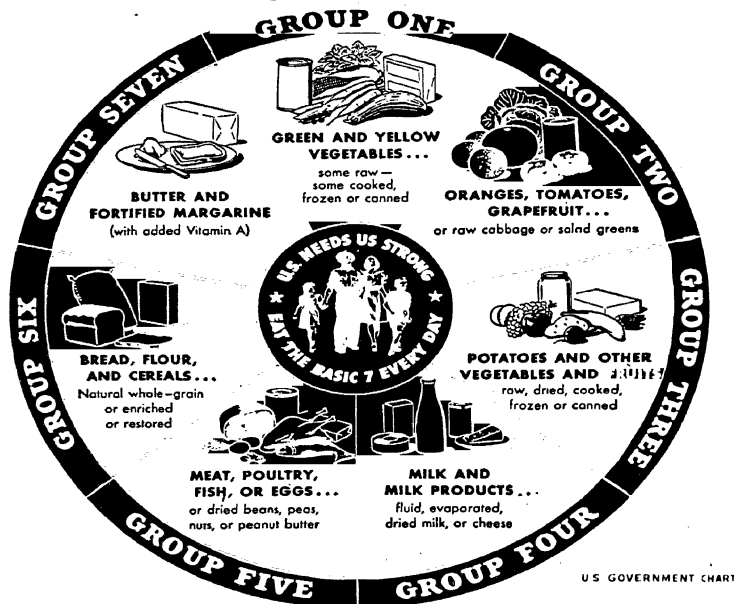 GROUP ONE
GREEN AND YELLOW
VEGETABLES...
some raw—
some cooked,
frozen or canned
GROUP TWO
ORANGES, TOMATOES,
GRAPEFRUIT...
or raw cabbage or salad greens
GROUP THREE
POTATOES AND OTHER
VEGETABLES AND FRUITS
raw, dried, cooked,
frozen or canned
GROUP FOUR
MILK AND
MILK PRODUCTS...
fluid, evaporated,
dried milk, or cheese
GROUP FIVE
MEAT, POULTRY,
FISH, OR EGGS...
or dried beans, peas,
nuts, or peanut butter
GROUP SIX
BREAD, FLOUR,
AND CEREALS...
Natural whole-grain
or enriched
or restored
GROUP SEVEN
BUTTER AND
FORTIFIED MARGARINE
(with added Vitamin A)
U.S. NEEDS US STRONG
EAT THE BASIC 7 EVERY DAY
U S GOVERNMENT CHART